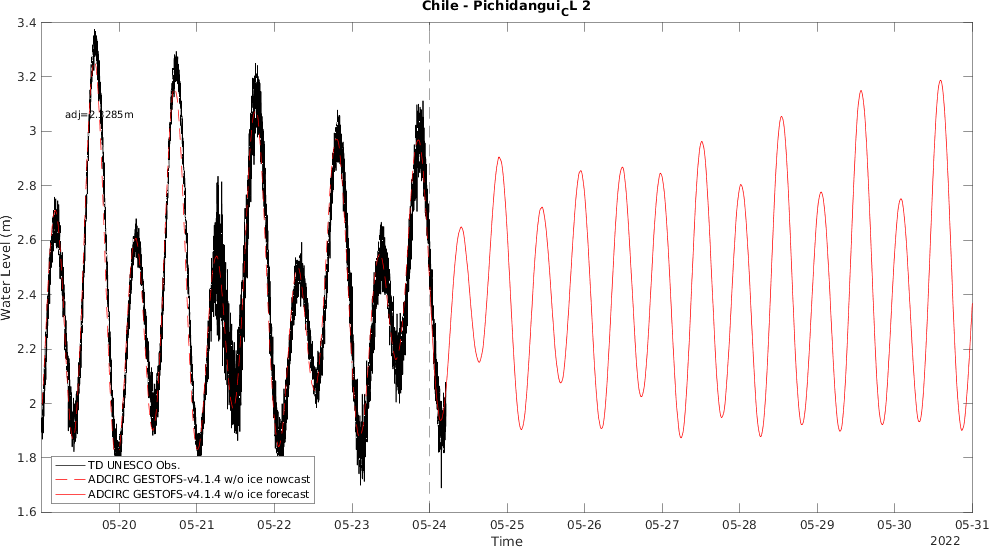 Chile - Pichidangui_CL 2
3.4
3.2
3
2.8
2.6
2.4
2.2
2
1.8
1.6
Water Level (m)
TD UNESCO Obs.
ADCIRC GESTOFS-v4.1.4 w/o ice nowcast
ADCIRC GESTOFS-v4.1.4 w/o ice forecast
05-20 05-21 05-22 05-23 05-24 05-25 05-26 05-27 05-28 05-29 05-30 05-31
Time
2022